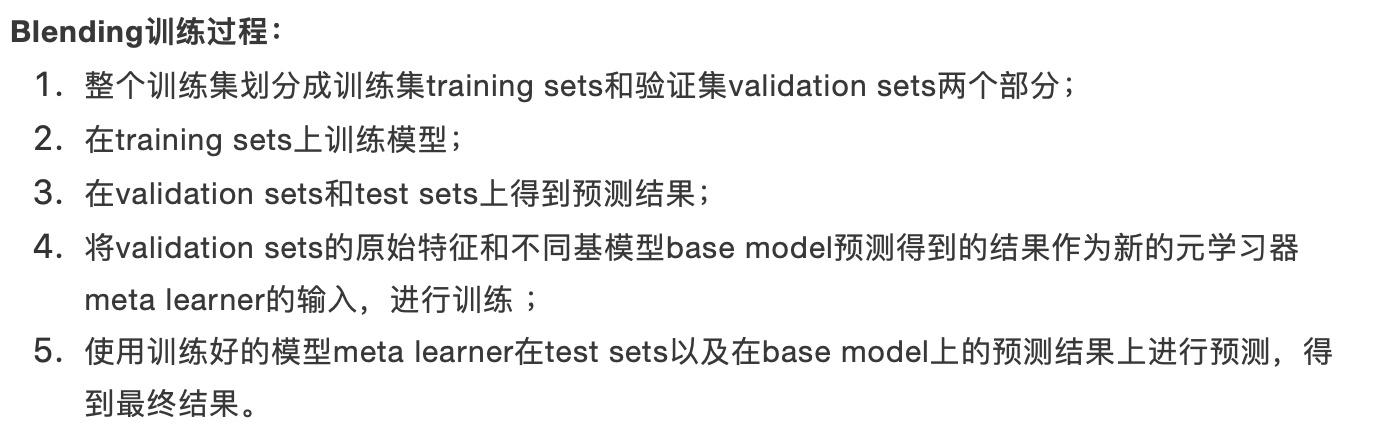 Blending训练过程：
1. 整个训练集划分成训练集training sets和验证集validation sets两个部分；
2. 在training sets上训练模型；
3. 在validation sets和test sets上得到预测结果；
4. 将validation sets的原始特征和不同基模型base model预测得到的结果作为新的元学习器
meta learner的输入，进行训练 ；
5. 使用训练好的模型meta learner在test sets以及在base model上的预测结果上进行预测，得
到最终结果。